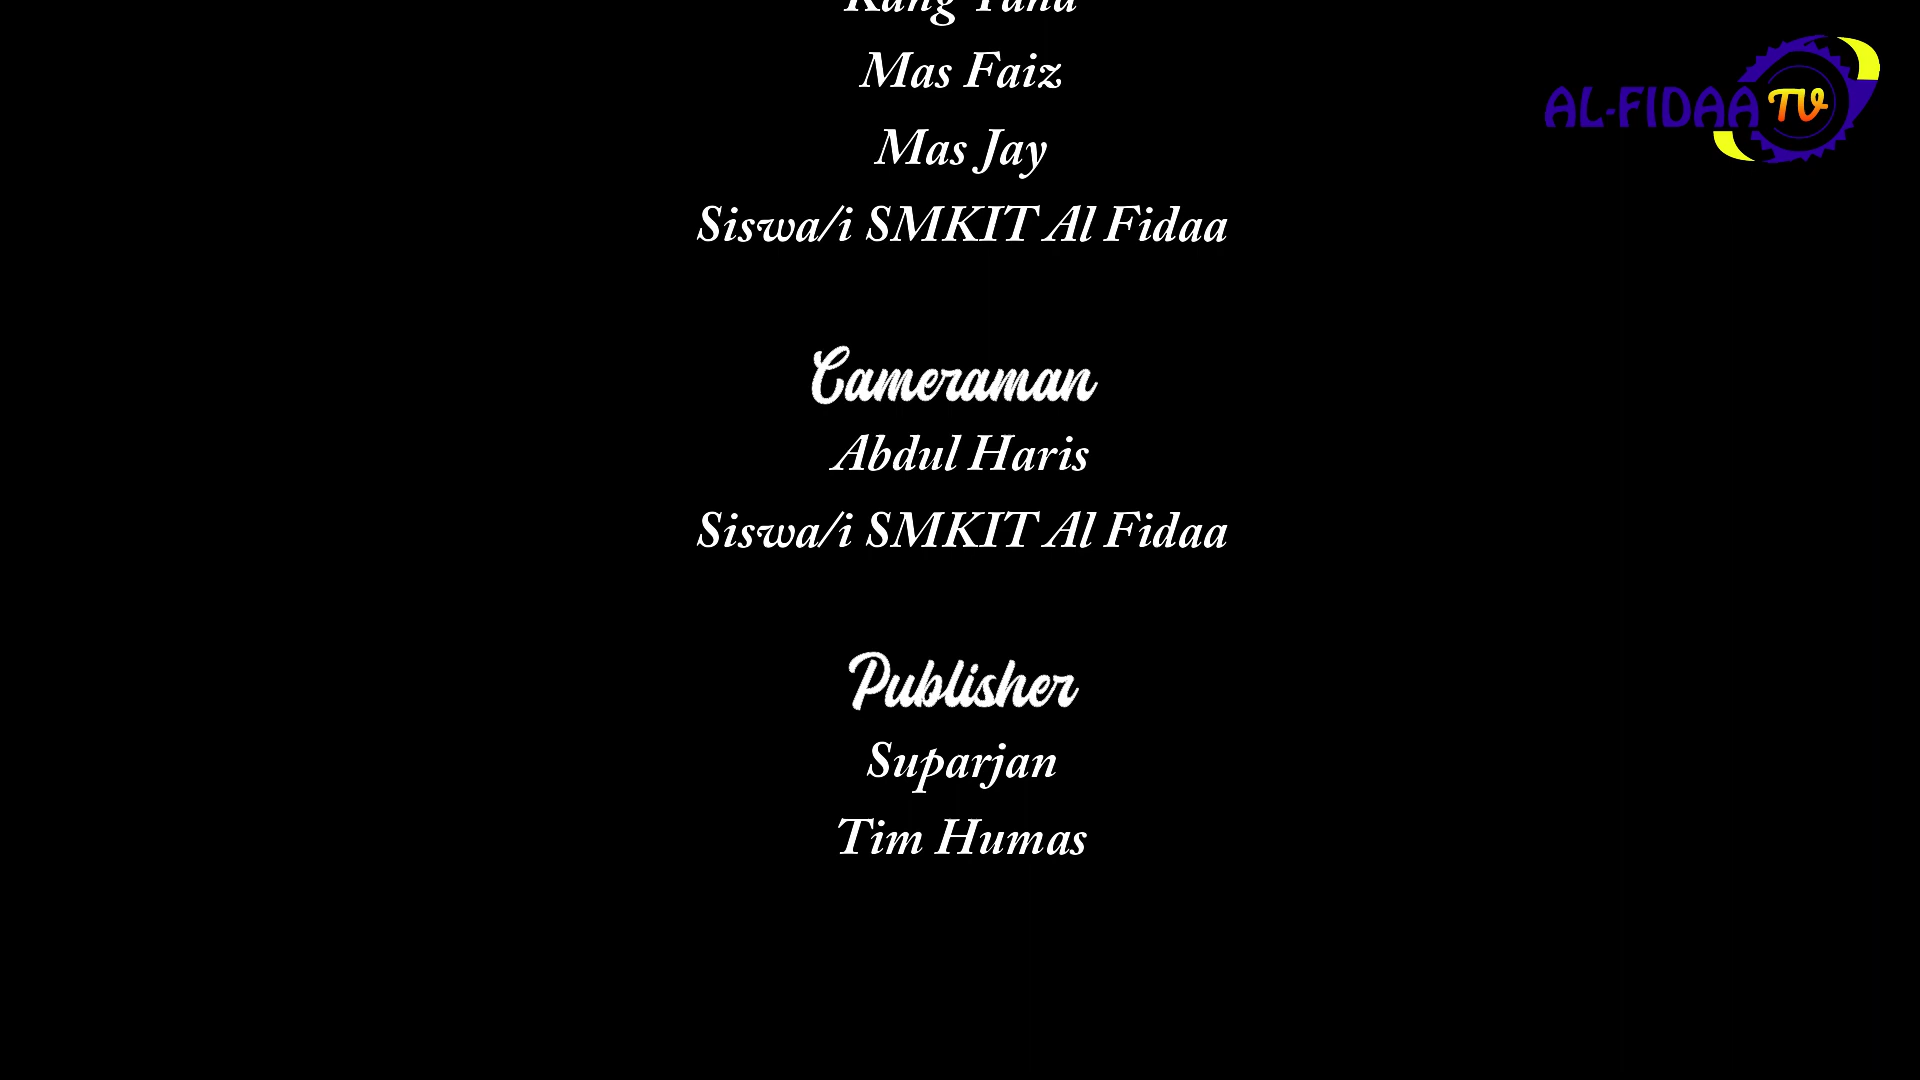 Mas Faiz
Mas Jay
Siswa/i SMKIT Al Fidaa
Cameraman
Abdul Haris
Siswa/i SMKIT Al Fidaa
Publisher
Suparjan
Tim Humas
AL-FIDAA TV